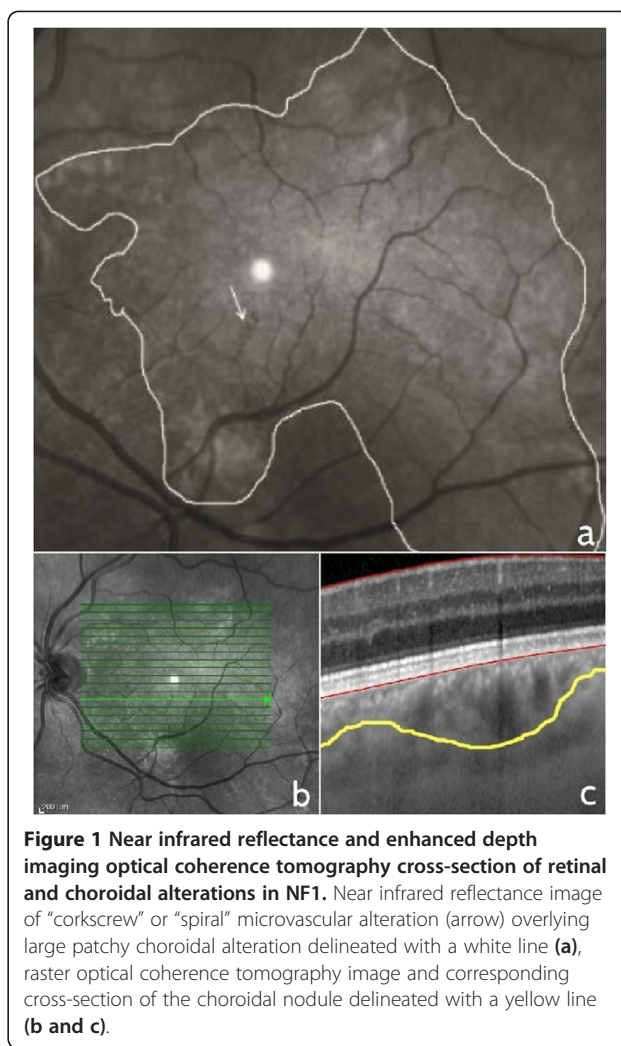 a.
b
c
200 µm
Figure 1 Near infrared reflectance and enhanced depth
imaging optical coherence tomography cross-section of retinal
and choroidal alterations in NF1. Near infrared reflectance image
of “corkscrew” or “spiral” microvascular alteration (arrow) overlying
large patchy choroidal alteration delineated with a white line (a),
raster optical coherence tomography image and corresponding
cross-section of the choroidal nodule delineated with a yellow line
(b and c).